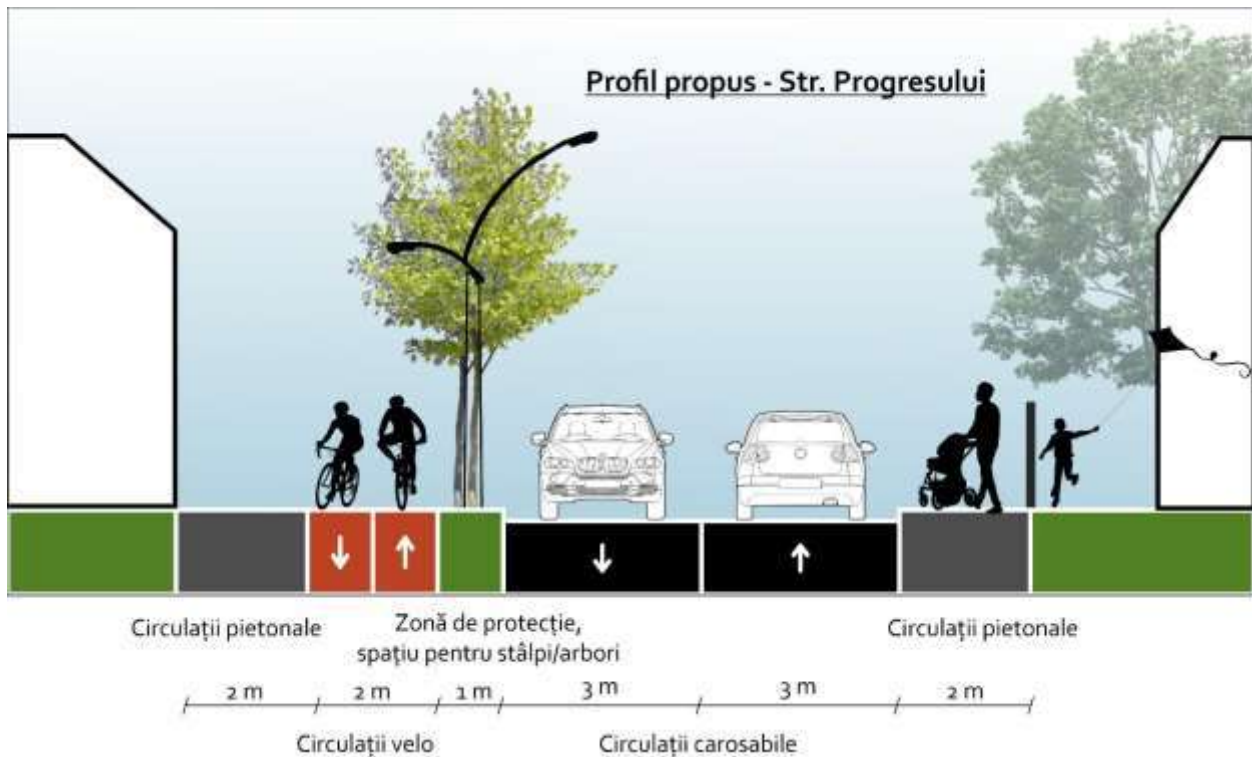 Profil propus - Str. Progresului
Circulații pietonale
Zonă de protecție,
spațiu pentru stâlpi/arbori
Circulații pietonale
2 m
2 m
1 m
3 m
3 m
2 m
Circulații velo
Circulații carosabile